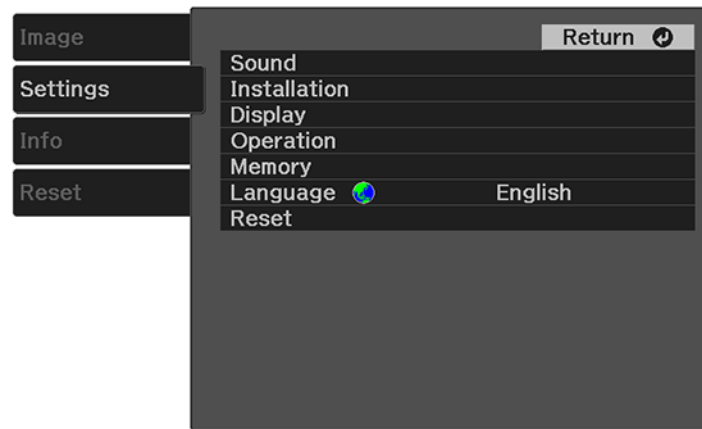 Image
Settings
Info
Reset
Return
Sound
Installation
Display
Operation
Memory
Language English
Reset